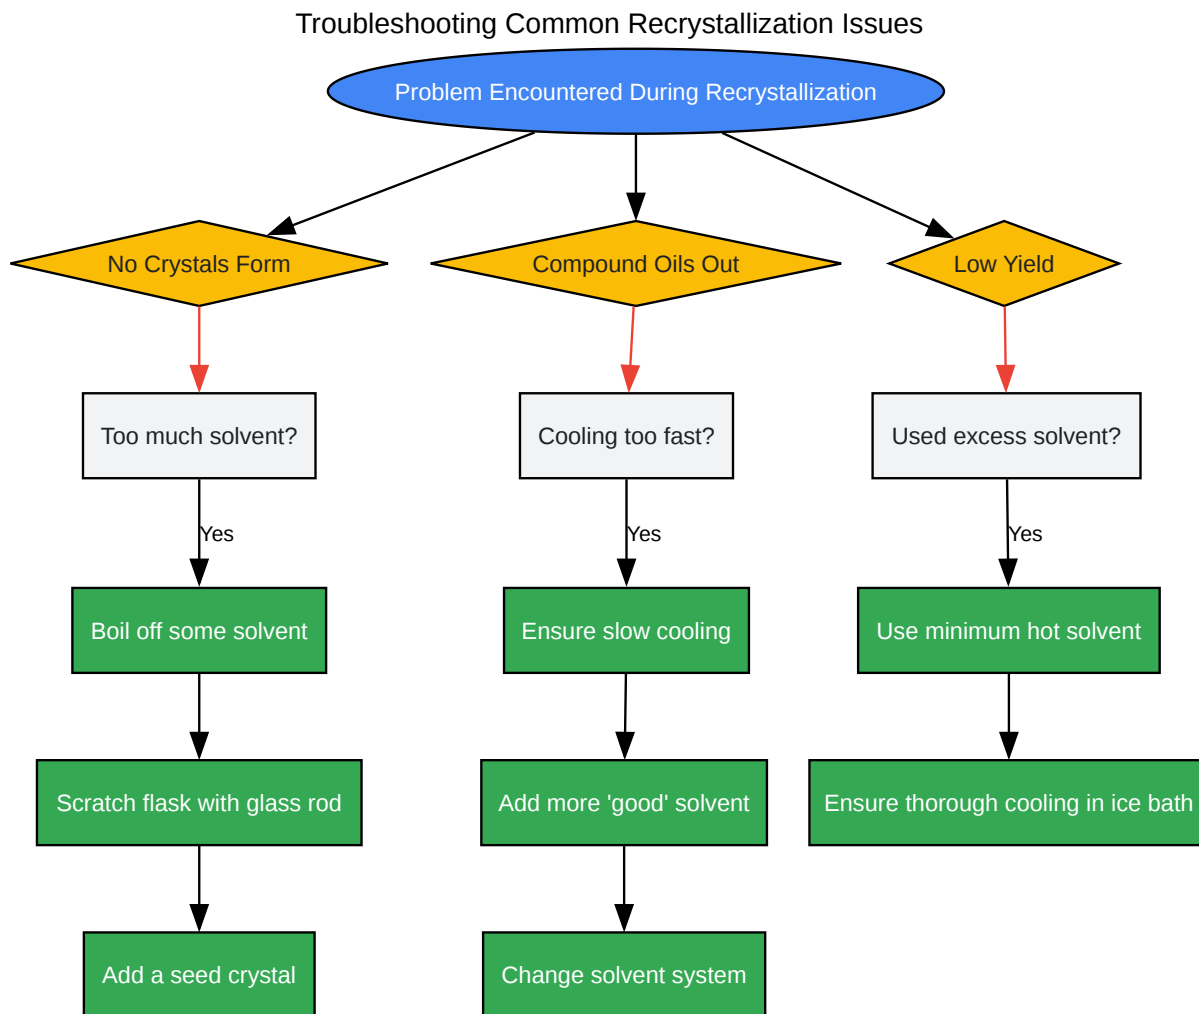 Troubleshooting Common Recrystallization Issues
Problem Encountered During Recrystallization
No Crystals Form
Compound Oils Out
Low Yield
Too much solvent?
Cooling too fast?
Used excess solvent?
Yes
Yes
Yes
Boil off some solvent
Ensure slow cooling
Use minimum hot solvent
Scratch flask with glass rod
Add more 'good' solvent
Ensure thorough cooling in ice bath
Add a seed crystal
Change solvent system